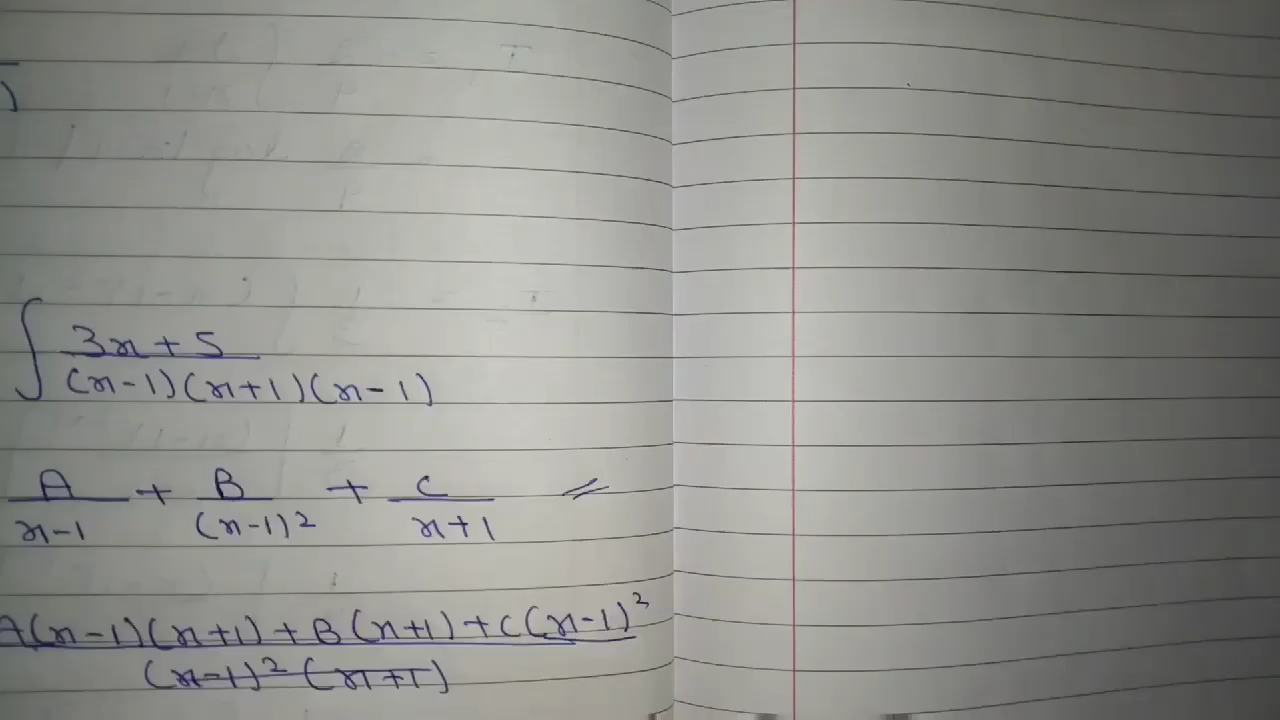 )
∫ 3x + 5
(x-1)(x+1)(x-1)
A + B + C =
x-1 (x-1)² x+1
A(x-1)(x+1) + B(x+1) + C(x-1)²
(x-1)² (x+1)